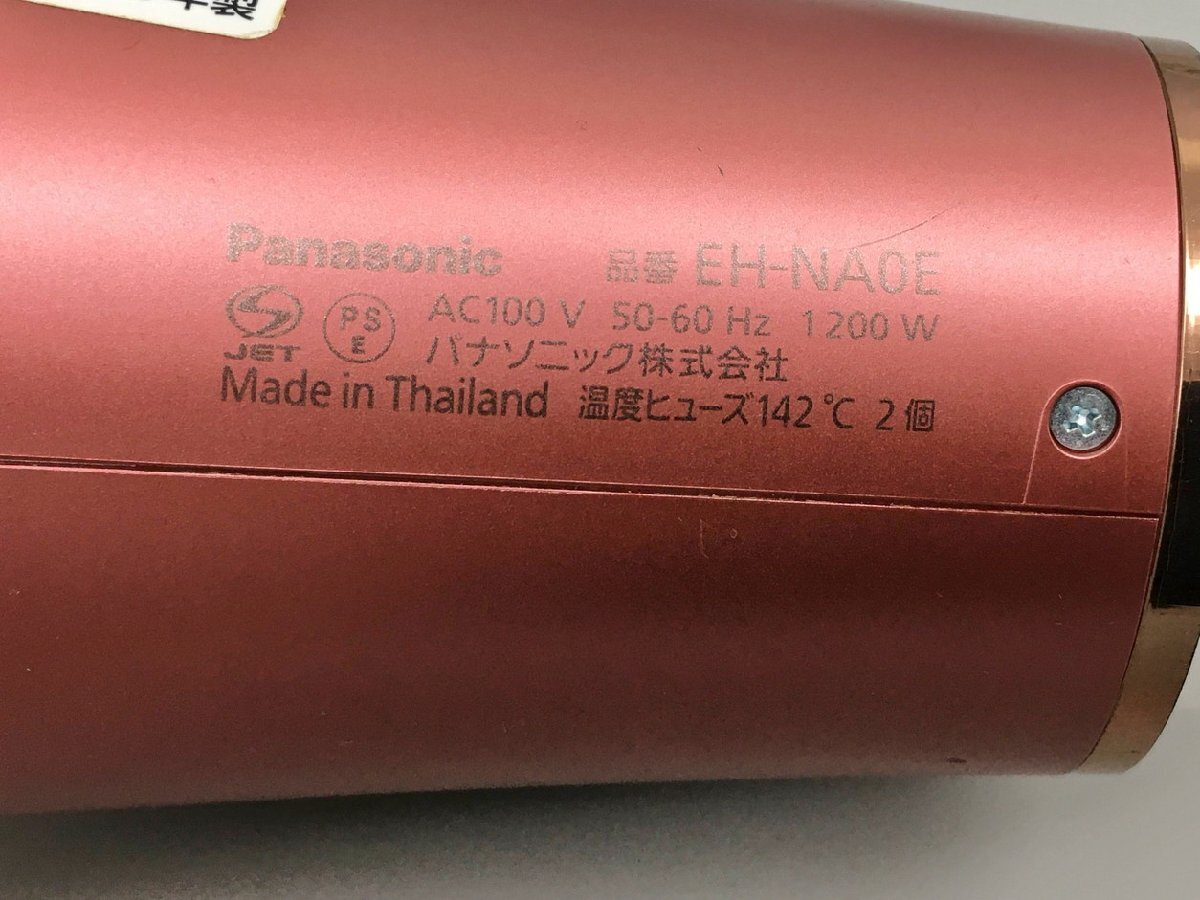 Panasonic 品番 EH-NA0E
JET PS E AC100 V 50-60 Hz 1200 W
パナソニック株式会社
Made in Thailand 温度ヒューズ142℃ 2個